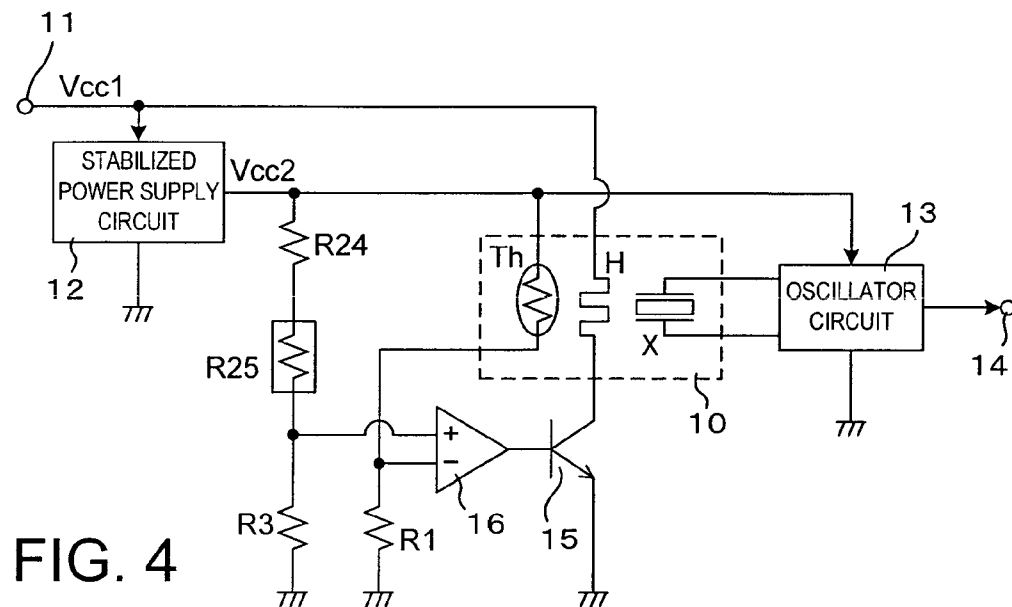 11
Vcc1
STABILIZED
POWER SUPPLY
CIRCUIT
Vcc2
12
R24
Th
H
13
OSCILLATOR
CIRCUIT
X
14
R25
10
+
−
16
15
R3
R1
FIG. 4